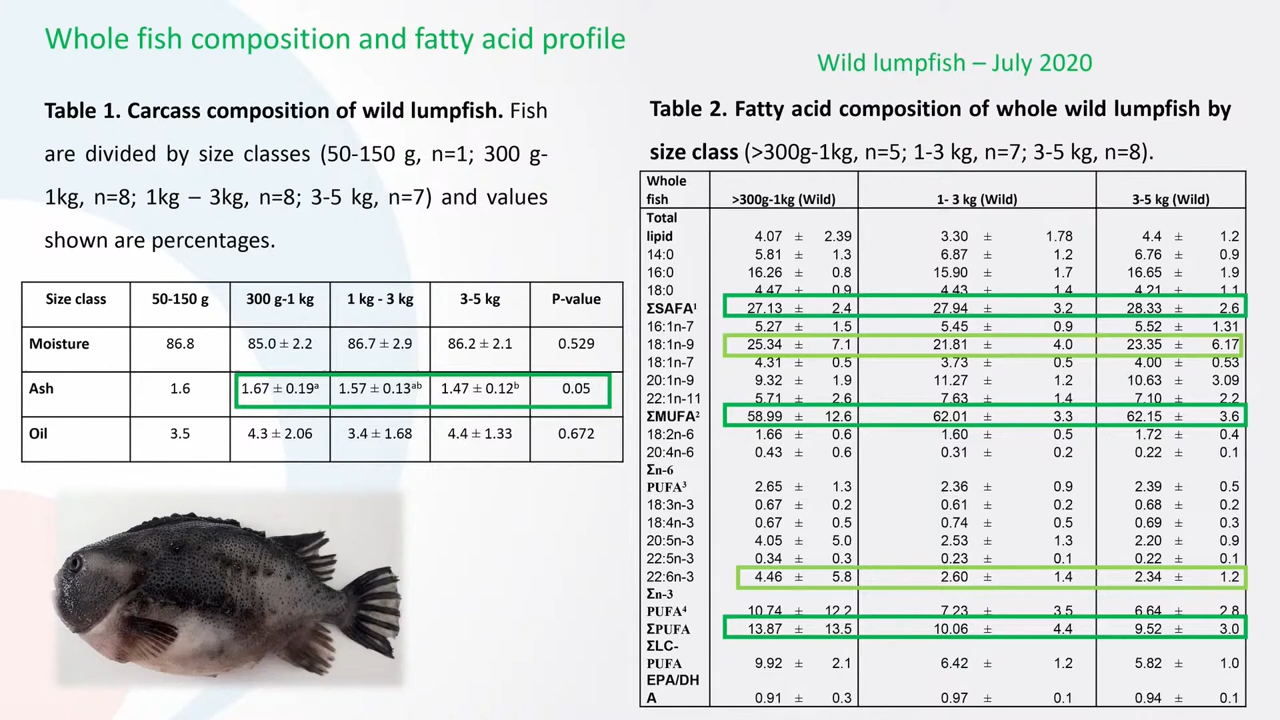 Whole fish composition and fatty acid profile
Wild lumpfish – July 2020
Table 1. Carcass composition of wild lumpfish. Fish
are divided by size classes (50-150 g, n=1; 300 g-
1kg, n=8; 1kg – 3kg, n=8; 3-5 kg, n=7) and values
shown are percentages.
Size class 50-150 g 300 g-1 kg 1 kg - 3 kg 3-5 kg P-value
Moisture 86.8 85.0 ± 2.2 86.7 ± 2.9 86.2 ± 2.1 0.529
Ash 1.6 1.67 ± 0.19ᵃ 1.57 ± 0.13ᵃᵇ 1.47 ± 0.12ᵇ 0.05
Oil 3.5 4.3 ± 2.06 3.4 ± 1.68 4.4 ± 1.33 0.672
Table 2. Fatty acid composition of whole wild lumpfish by
size class (>300g-1kg, n=5; 1-3 kg, n=7; 3-5 kg, n=8).
Whole
fish >300g-1kg (Wild) 1- 3 kg (Wild) 3-5 kg (Wild)
Total
lipid 4.07 ± 2.39 3.30 ± 1.78 4.4 ± 1.2
14:0 5.81 ± 1.3 6.87 ± 1.2 6.76 ± 0.9
16:0 16.26 ± 0.8 15.90 ± 1.7 16.65 ± 1.9
18:0 4.47 ± 0.9 4.43 ± 1.4 4.21 ± 1.1
ΣSAFA¹ 27.13 ± 2.4 27.94 ± 3.2 28.33 ± 2.6
16:1n-7 5.27 ± 1.5 5.45 ± 0.9 5.52 ± 1.31
18:1n-9 25.34 ± 7.1 21.81 ± 4.0 23.35 ± 6.17
18:1n-7 4.31 ± 0.5 3.73 ± 0.5 4.00 ± 0.53
20:1n-9 9.32 ± 1.9 11.27 ± 1.2 10.63 ± 3.09
22:1n-11 5.71 ± 2.6 7.63 ± 1.4 7.10 ± 2.2
ΣMUFA² 58.99 ± 12.6 62.01 ± 3.3 62.15 ± 3.6
18:2n-6 1.66 ± 0.6 1.60 ± 0.5 1.72 ± 0.4
20:4n-6 0.43 ± 0.6 0.31 ± 0.2 0.22 ± 0.1
Σn-6
PUFA³ 2.65 ± 1.3 2.36 ± 0.9 2.39 ± 0.5
18:3n-3 0.67 ± 0.2 0.61 ± 0.2 0.68 ± 0.2
18:4n-3 0.67 ± 0.5 0.74 ± 0.5 0.69 ± 0.3
20:5n-3 4.05 ± 5.0 2.53 ± 1.3 2.20 ± 0.9
22:5n-3 0.34 ± 0.3 0.23 ± 0.1 0.22 ± 0.1
22:6n-3 4.46 ± 5.8 2.60 ± 1.4 2.34 ± 1.2
Σn-3
PUFA⁴ 10.74 ± 12.2 7.23 ± 3.5 6.64 ± 2.8
ΣPUFA 13.87 ± 13.5 10.06 ± 4.4 9.52 ± 3.0
ΣLC-
PUFA 9.92 ± 2.1 6.42 ± 1.2 5.82 ± 1.0
EPA/DH
A 0.91 ± 0.3 0.97 ± 0.1 0.94 ± 0.1